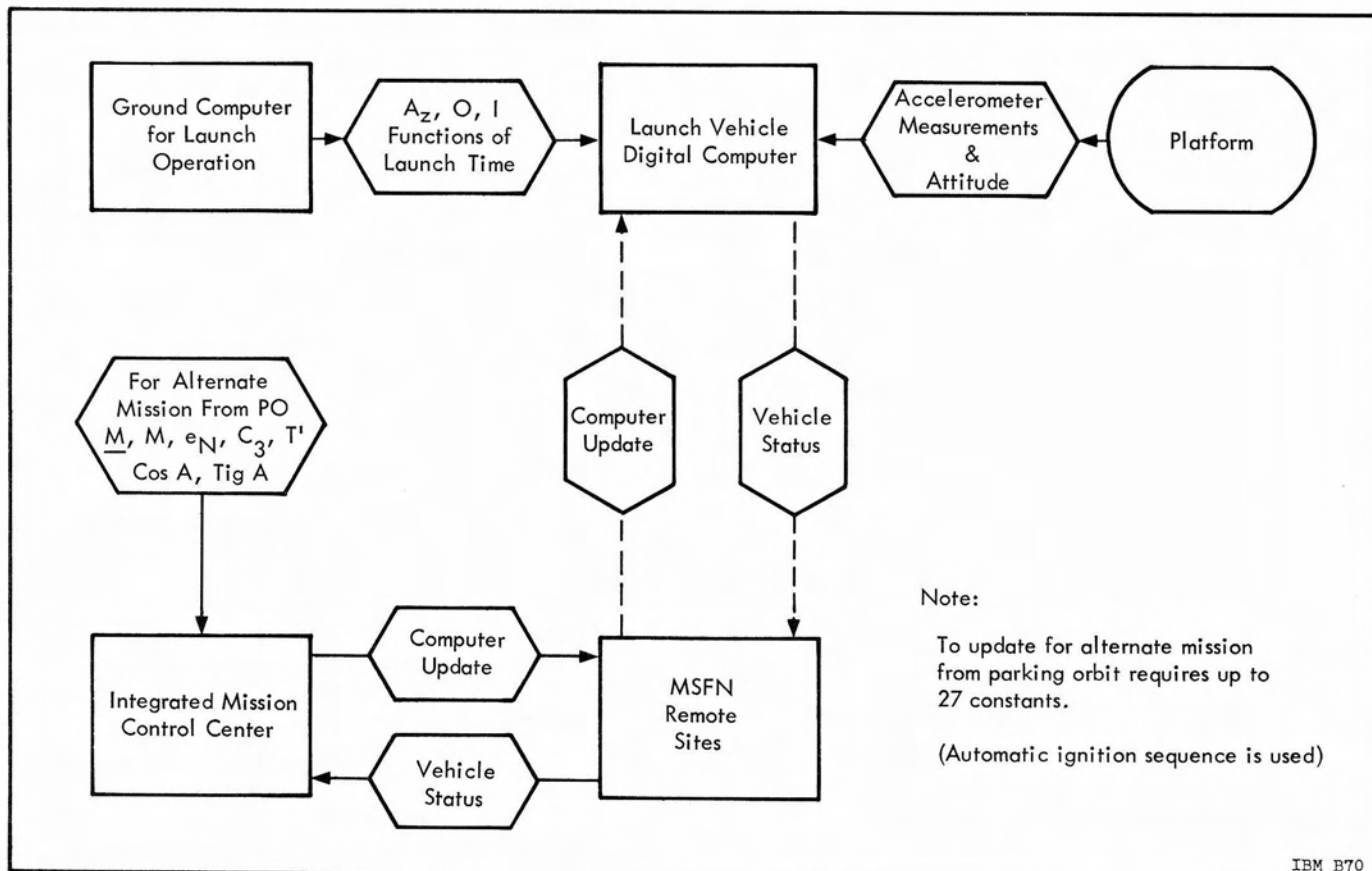 Ground Computer
for Launch
Operation
A_z, O, I
Functions of
Launch Time
Launch Vehicle
Digital Computer
Accelerometer
Measurements
&
Attitude
Platform
For Alternate
Mission From PO
M, M, e_N, C_3, T'
Cos A, Tig A
Computer
Update
Vehicle
Status
Integrated Mission
Control Center
Computer
Update
Vehicle
Status
MSFN
Remote
Sites
Note:
To update for alternate mission
from parking orbit requires up to
27 constants.
(Automatic ignition sequence is used)
IBM B70